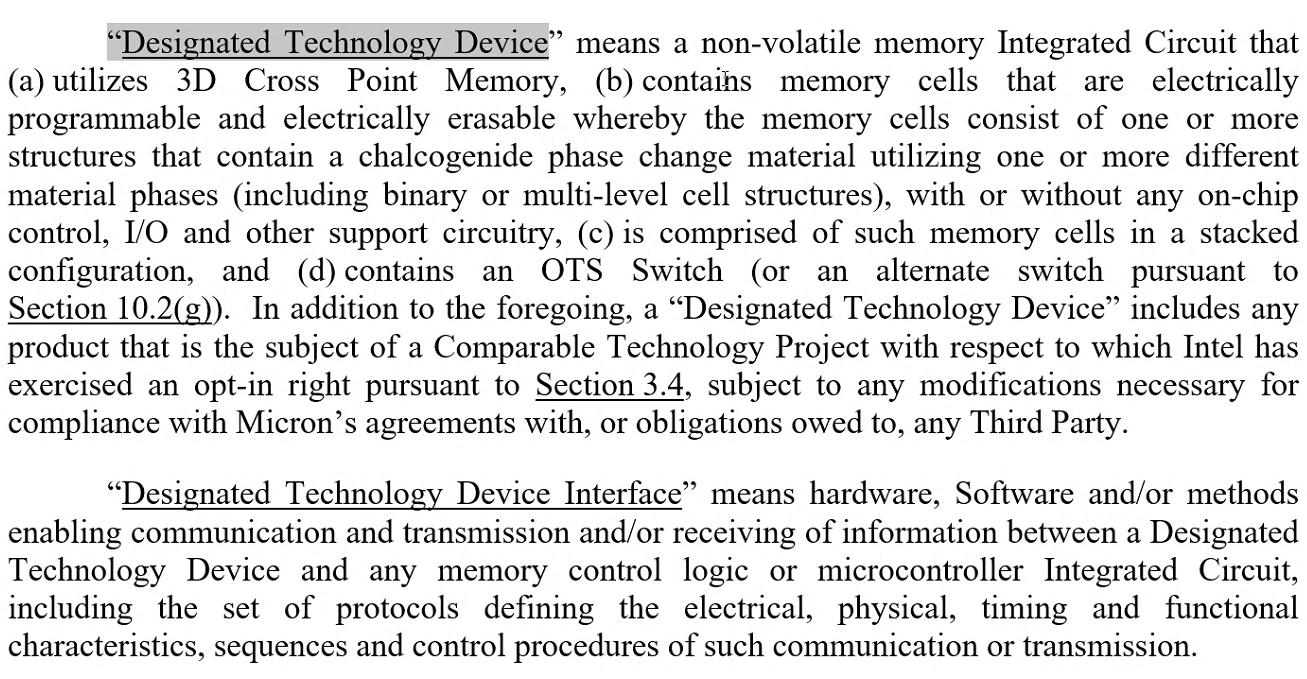 “Designated Technology Device” means a non-volatile memory Integrated Circuit that
(a) utilizes 3D Cross Point Memory, (b) contains memory cells that are electrically
programmable and electrically erasable whereby the memory cells consist of one or more
structures that contain a chalcogenide phase change material utilizing one or more different
material phases (including binary or multi-level cell structures), with or without any on-chip
control, I/O and other support circuitry, (c) is comprised of such memory cells in a stacked
configuration, and (d) contains an OTS Switch (or an alternate switch pursuant to
Section 10.2(g)). In addition to the foregoing, a “Designated Technology Device” includes any
product that is the subject of a Comparable Technology Project with respect to which Intel has
exercised an opt-in right pursuant to Section 3.4, subject to any modifications necessary for
compliance with Micron’s agreements with, or obligations owed to, any Third Party.
“Designated Technology Device Interface” means hardware, Software and/or methods
enabling communication and transmission and/or receiving of information between a Designated
Technology Device and any memory control logic or microcontroller Integrated Circuit,
including the set of protocols defining the electrical, physical, timing and functional
characteristics, sequences and control procedures of such communication or transmission.